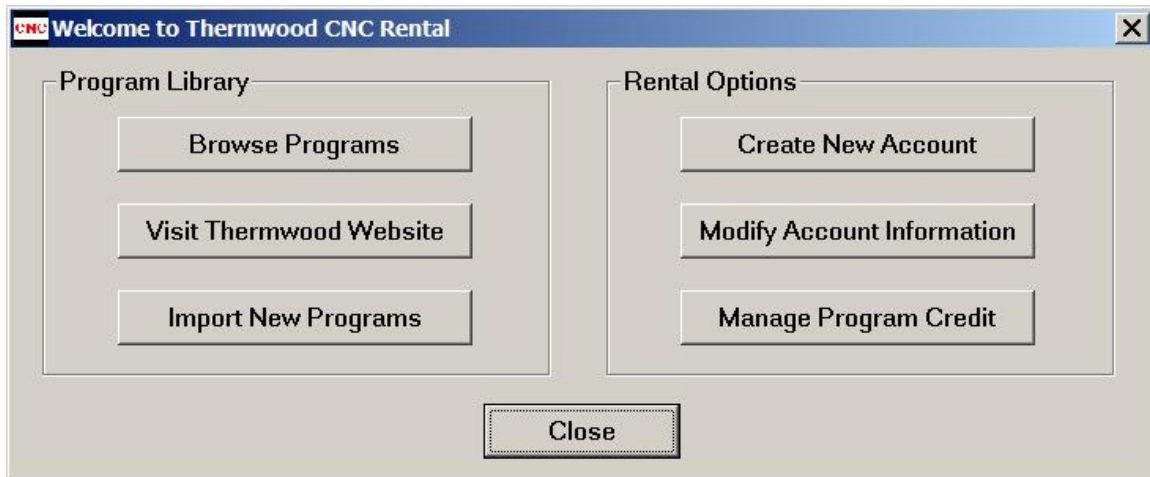 CNC Welcome to Thermwood CNC Rental
Program Library
Browse Programs
Visit Thermwood Website
Import New Programs
Rental Options
Create New Account
Modify Account Information
Manage Program Credit
Close